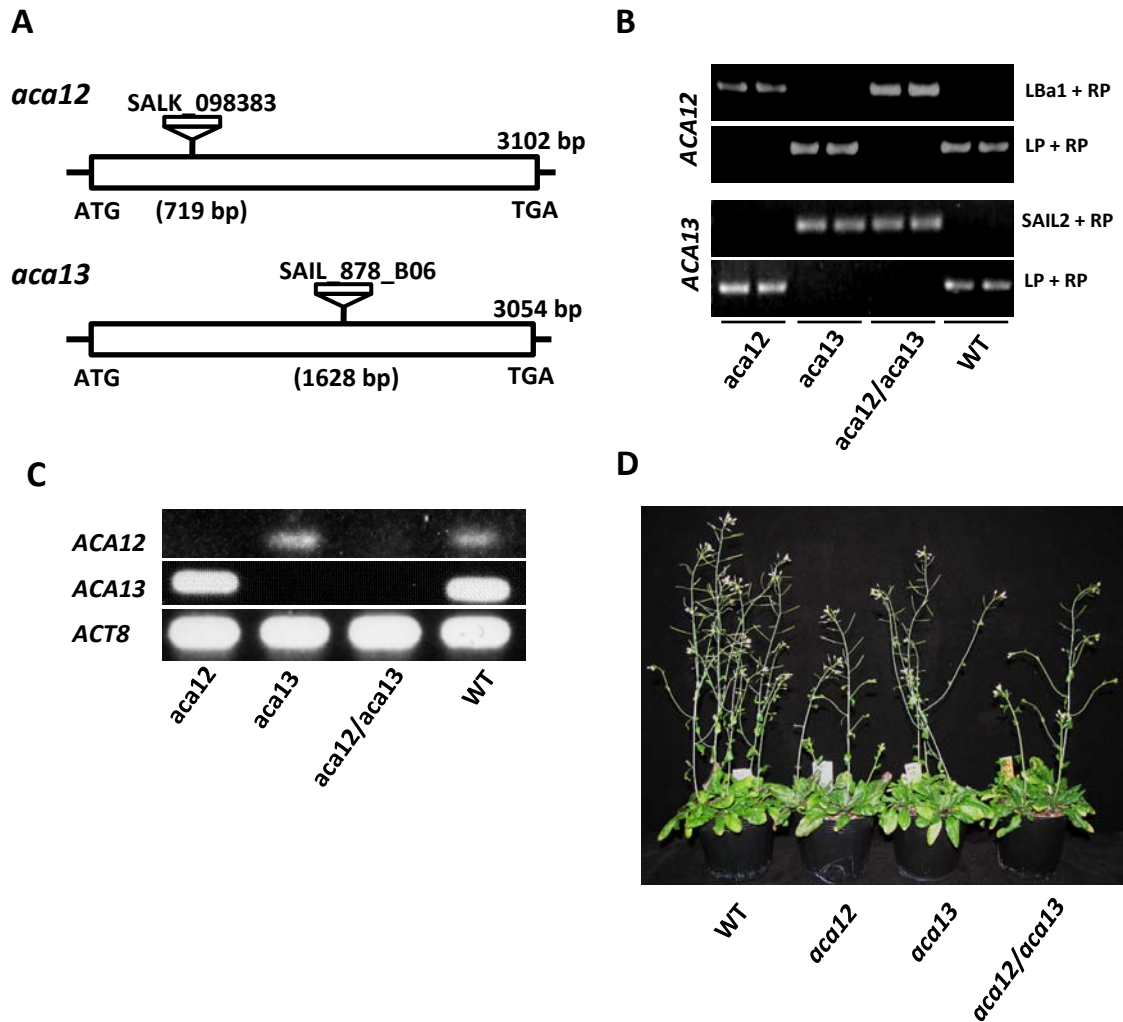 A
aca12
SALK_098383
3102 bp
ATG
(719 bp)
TGA
aca13
SAIL_878_B06
3054 bp
ATG
(1628 bp)
TGA
B
ACA12
LBa1 + RP
LP + RP
ACA13
SAIL2 + RP
LP + RP
aca12
aca13
aca12/aca13
WT
C
ACA12
ACA13
ACT8
aca12
aca13
aca12/aca13
WT
D
WT
aca12
aca13
aca12/aca13